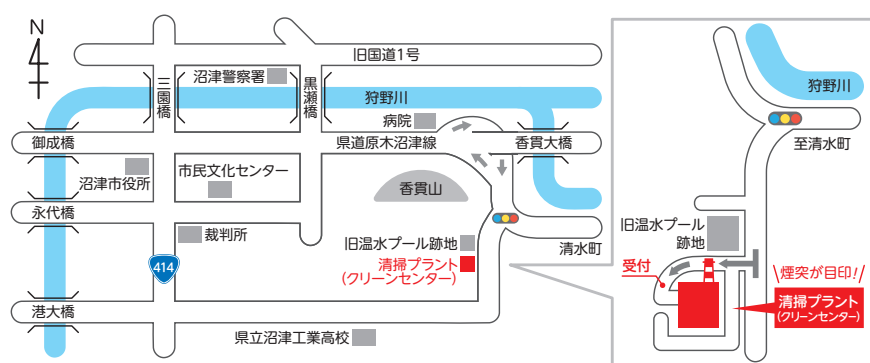 N
旧国道1号
三園橋
沼津警察署
黒瀬橋
狩野川
病院
御成橋
県道原木沼津線
香貫大橋
沼津市役所
市民文化センター
香貫山
永代橋
裁判所
旧温水プール跡地
清水町
414
清掃プラント
(クリーンセンター)
港大橋
県立沼津工業高校
狩野川
至清水町
旧温水プール
跡地
受付
煙突が目印!
清掃プラント
(クリーンセンター)